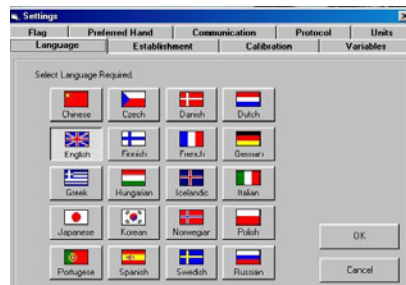 Settings
Flag Preferred Hand Communication Protocol Units
Language Establishment Calibration Variables
Select Language Required.
Chinese Czech Danish Dutch
English Finnish French German
Greek Hungarian Icelandic Italian
Japanese Korean Norwegian Polish
OK
Portugese Spanish Swedish Russian
Cancel